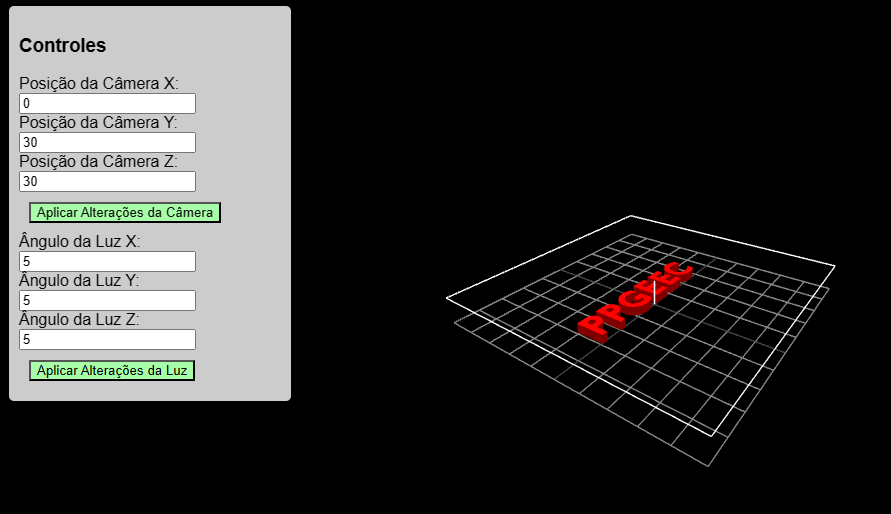 Controles
Posição da Câmera X:
0
Posição da Câmera Y:
30
Posição da Câmera Z:
30
Aplicar Alterações da Câmera
Ângulo da Luz X:
5
Ângulo da Luz Y:
5
Ângulo da Luz Z:
5
Aplicar Alterações da Luz
PPGEEC